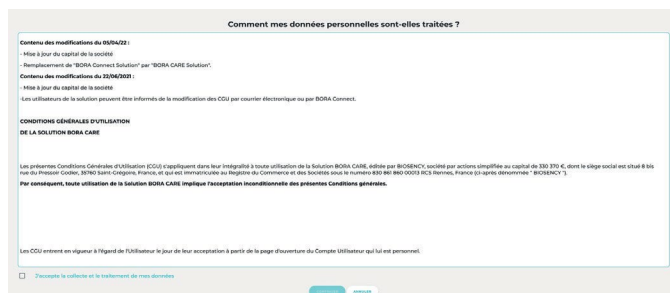 Comment mes données personnelles sont-elles traitées ?
Contenu des modifications du 05/04/22 :
- Mise à jour du capital de la société
- Remplacement de "BORA Connect Solution" par "BORA CARE Solution".
Contenu des modifications du 22/06/2021 :
- Mise à jour du capital de la société
-Les utilisateurs de la solution peuvent être informés de la modification des CGU par courrier électronique ou par BORA Connect.
CONDITIONS GÉNÉRALES D'UTILISATION
DE LA SOLUTION BORA CARE
Les présentes Conditions Générales d'Utilisation (CGU) s'appliquent dans leur intégralité à toute utilisation de la Solution BORA CARE, éditée par BIOSENCY, société par actions simplifiée au capital de 330 370 €, dont le siège social est situé 8 bis
rue du Pressoir Godier, 35760 Saint-Grégoire, France, et qui est immatriculée au Registre du Commerce et des Sociétés sous le numéro 830 861 860 00013 RCS Rennes, France (ci-après dénommée " BIOSENCY ").
Par conséquent, toute utilisation de la Solution BORA CARE implique l'acceptation inconditionnelle des présentes Conditions générales.
Les CGU entrent en vigueur à l'égard de l'Utilisateur le jour de leur acceptation à partir de la page d'ouverture du Compte Utilisateur qui lui est personnel.
J'accepte la collecte et le traitement de mes données
ANNULER